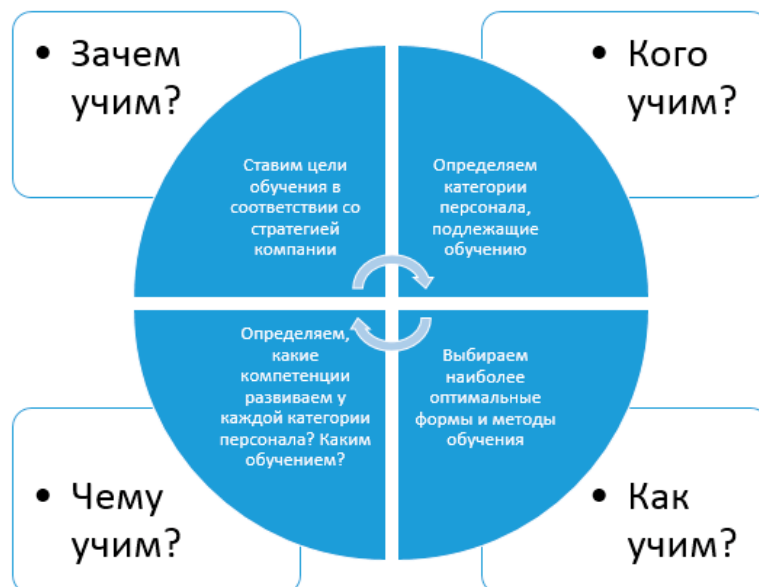 • Зачем
учим?
• Кого
учим?
Ставим цели
обучения в
соответствии со
стратегией
компании
Определяем
категории
персонала,
подлежащие
обучению
Определяем,
какие
компетенции
развиваем у
каждой категории
персонала? Каким
обучением?
Выбираем
наиболее
оптимальные
формы и методы
обучения
• Чему
учим?
• Как
учим?